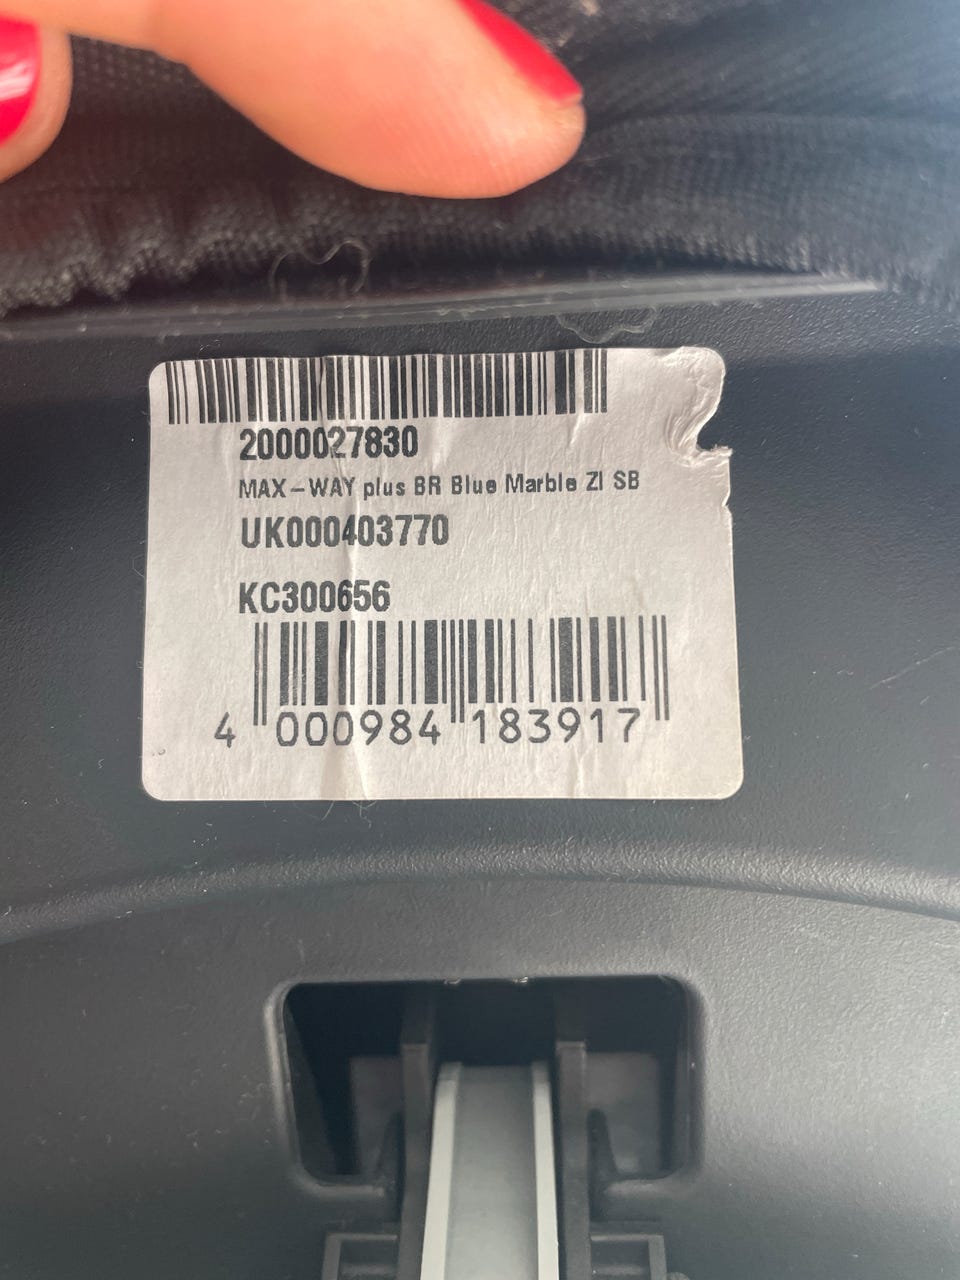 2000027830
MAX-WAY plus BR Blue Marble ZI SB
UK000403770
KC300656
4 000984 183917